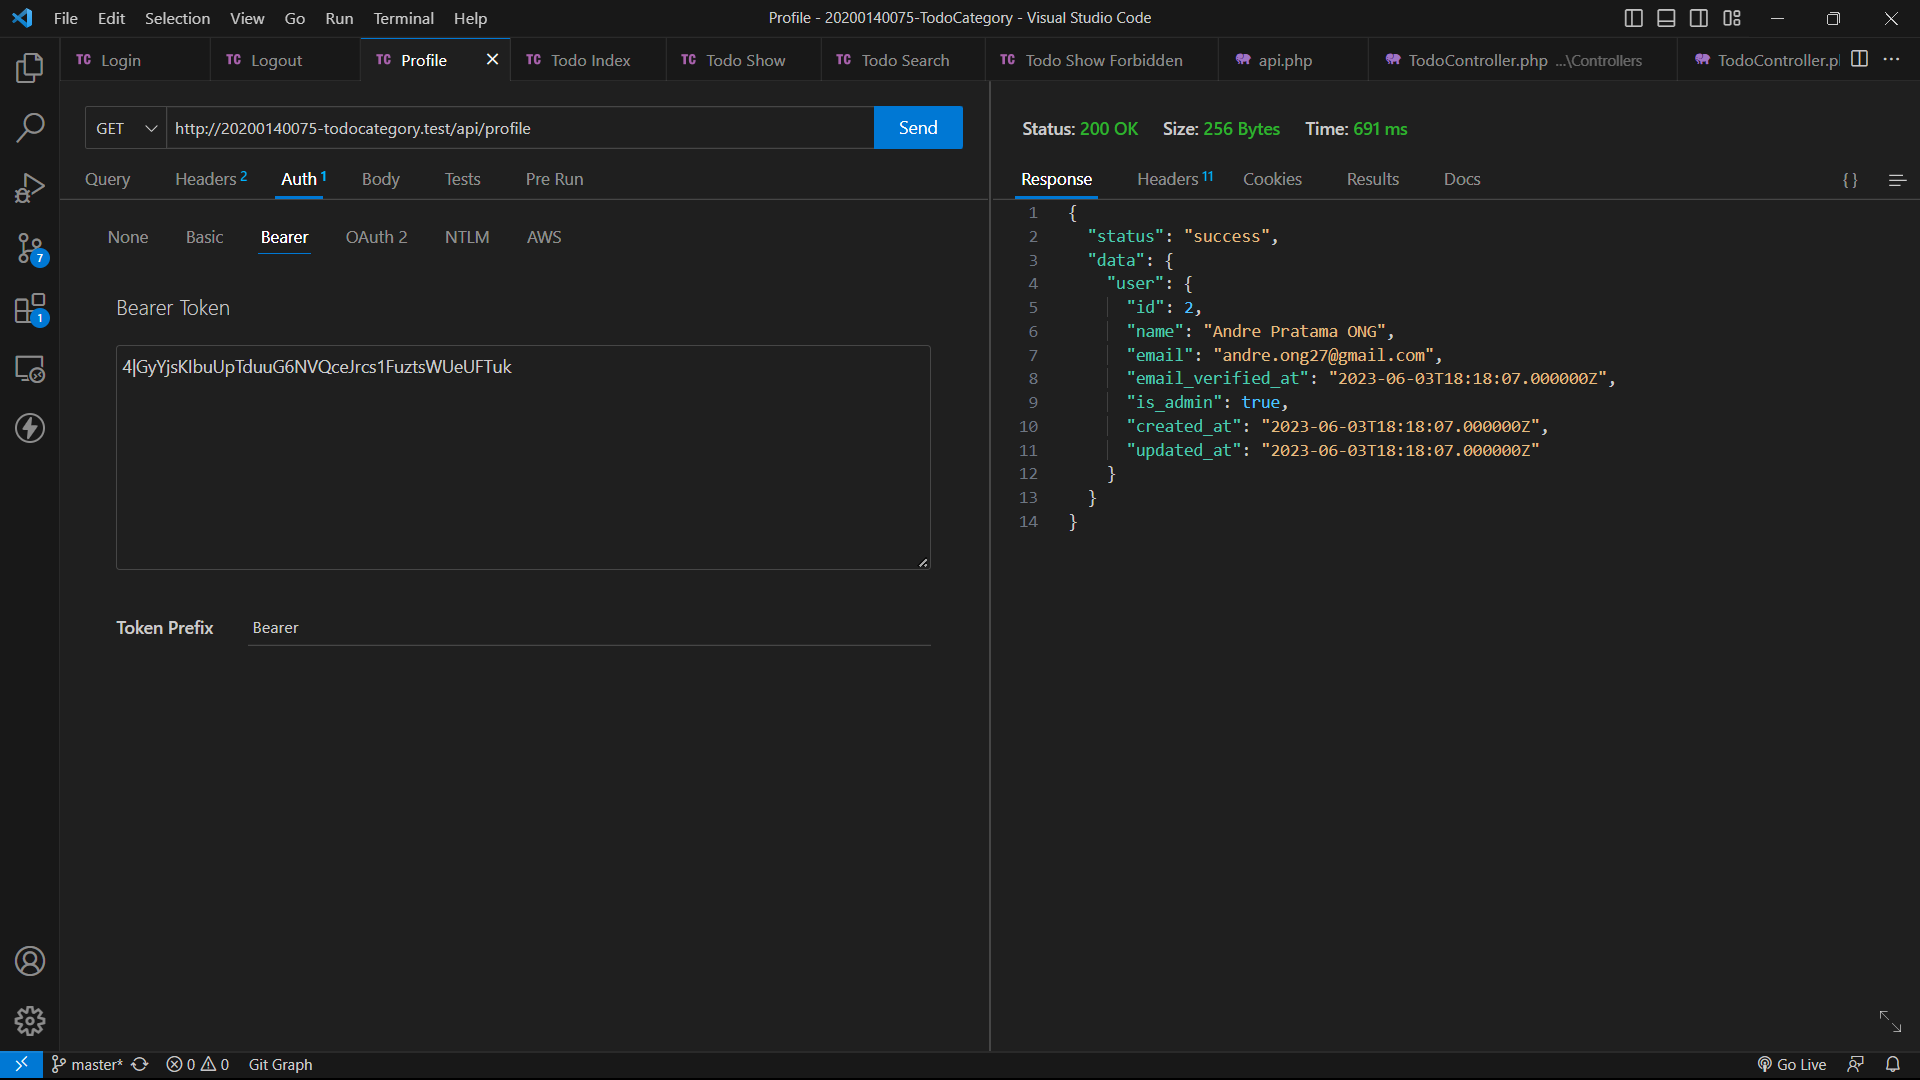 File Edit Selection View Go Run Terminal Help
Profile - 20200140075-TodoCategory - Visual Studio Code
TC Login TC Logout TC Profile TC Todo Index TC Todo Show TC Todo Search TC Todo Show Forbidden api.php TodoController.php ...\Controllers TodoController.pl
GET http://20200140075-todocategory.test/api/profile Send
Query Headers 2 Auth 1 Body Tests Pre Run
None Basic Bearer OAuth 2 NTLM AWS
Bearer Token
4|GyYjsKIbuUpTduuG6NVQceJrcs1FuztsWUeUFTuk
Token Prefix Bearer
Status: 200 OK Size: 256 Bytes Time: 691 ms
Response Headers 11 Cookies Results Docs {}
1 {
2 "status": "success",
3 "data": {
4 "user": {
5 "id": 2,
6 "name": "Andre Pratama ONG",
7 "email": "andre.ong27@gmail.com",
8 "email_verified_at": "2023-06-03T18:18:07.000000Z",
9 "is_admin": true,
10 "created_at": "2023-06-03T18:18:07.000000Z",
11 "updated_at": "2023-06-03T18:18:07.000000Z"
12 }
13 }
14 }
7
1
master* 0 0 Git Graph
Go Live